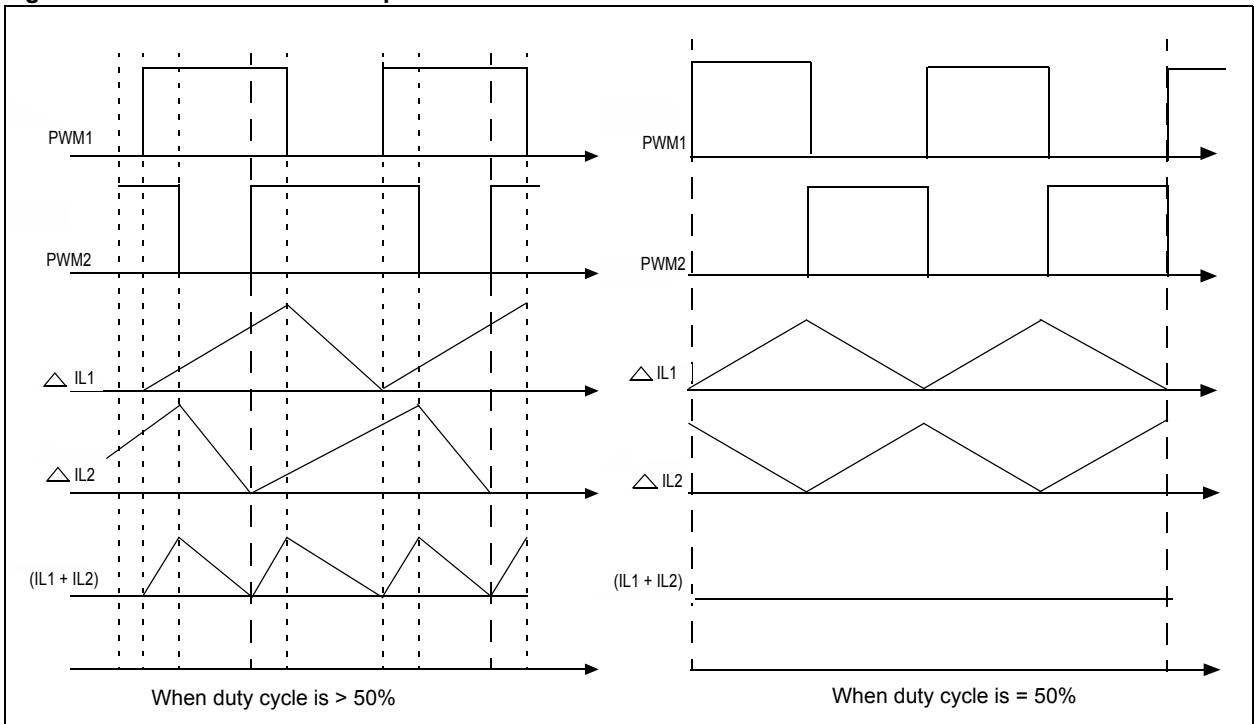 PWM1
PWM2
△ IL1
△ IL2
(IL1 + IL2)
When duty cycle is > 50%
PWM1
PWM2
△ IL1
△ IL2
(IL1 + IL2)
When duty cycle is = 50%